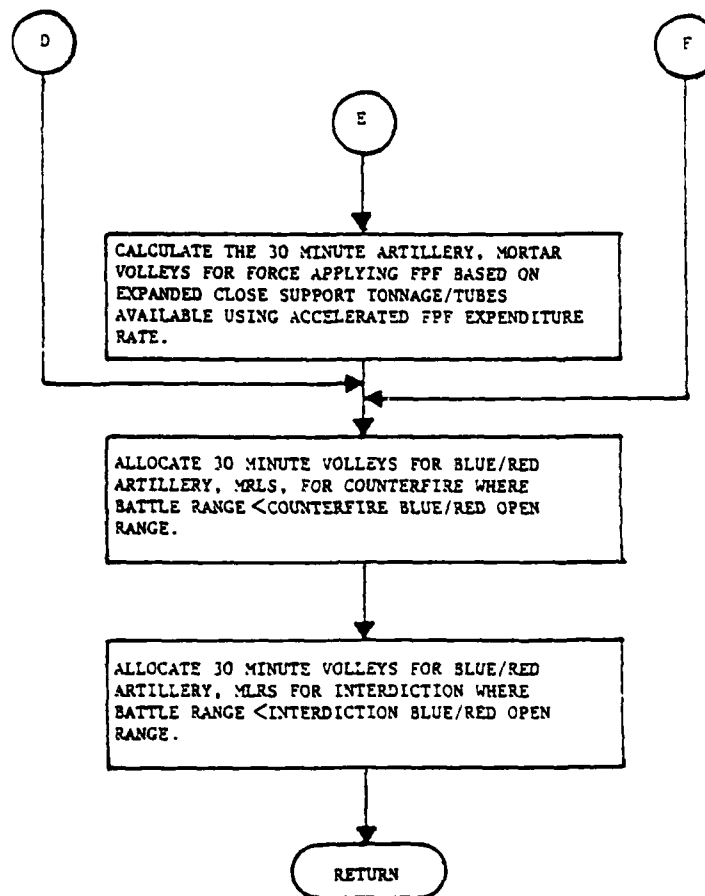 D
F
E
CALCULATE THE 30 MINUTE ARTILLERY, MORTAR
VOLLEYS FOR FORCE APPLYING FPF BASED ON
EXPANDED CLOSE SUPPORT TONNAGE/TUBES
AVAILABLE USING ACCELERATED FPF EXPENDITURE
RATE.
ALLOCATE 30 MINUTE VOLLEYS FOR BLUE/RED
ARTILLERY, MRLS, FOR COUNTERFIRE WHERE
BATTLE RANGE <COUNTERFIRE BLUE/RED OPEN
RANGE.
ALLOCATE 30 MINUTE VOLLEYS FOR BLUE/RED
ARTILLERY, MLRS FOR INTERDICTION WHERE
BATTLE RANGE <INTERDICTION BLUE/RED OPEN
RANGE.
RETURN